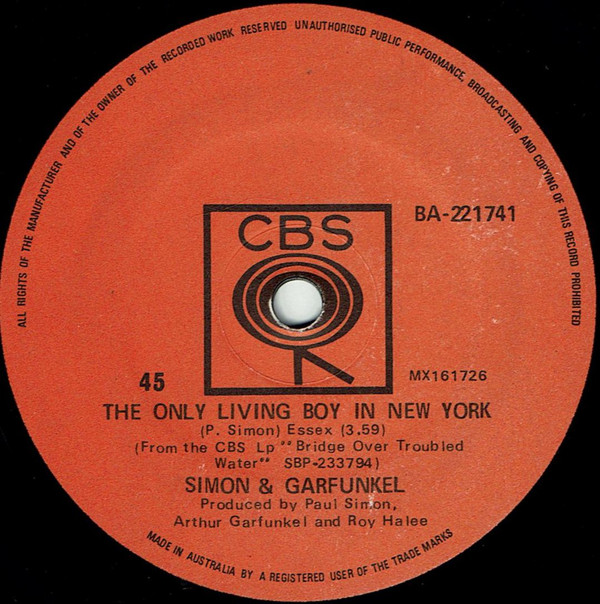 ALL RIGHTS OF THE MANUFACTURER AND OF THE OWNER OF THE RECORDED WORK RESERVED UNAUTHORISED PUBLIC PERFORMANCE, BROADCASTING AND COPYING OF THIS RECORD PROHIBITED
BA-221741
CBS
45
MX161726
THE ONLY LIVING BOY IN NEW YORK
(P. Simon) Essex (3.59)
(From the CBS Lp "Bridge Over Troubled
Water" SBP-233794)
SIMON & GARFUNKEL
Produced by Paul Simon,
Arthur Garfunkel and Roy Halee
MADE IN AUSTRALIA BY A REGISTERED USER OF THE TRADE MARKS